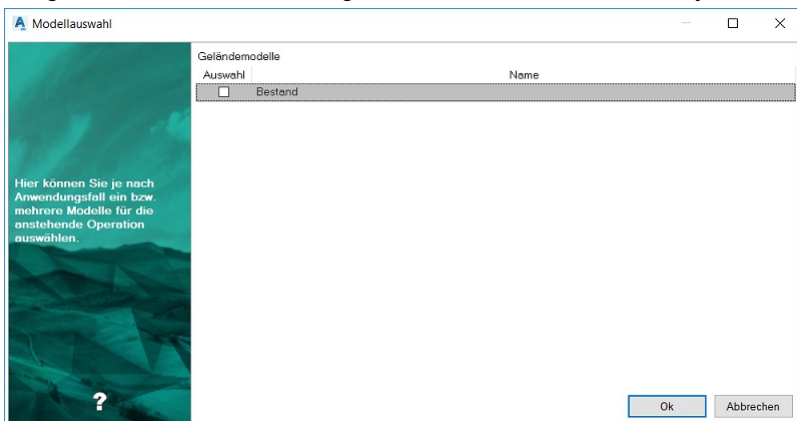 Modellauswahl
Geländemodelle
Auswahl Name
Bestand
Hier können Sie je nach
Anwendungsfall ein bzw.
mehrere Modelle für die
anstehende Operation
auswählen.
?
Ok Abbrechen